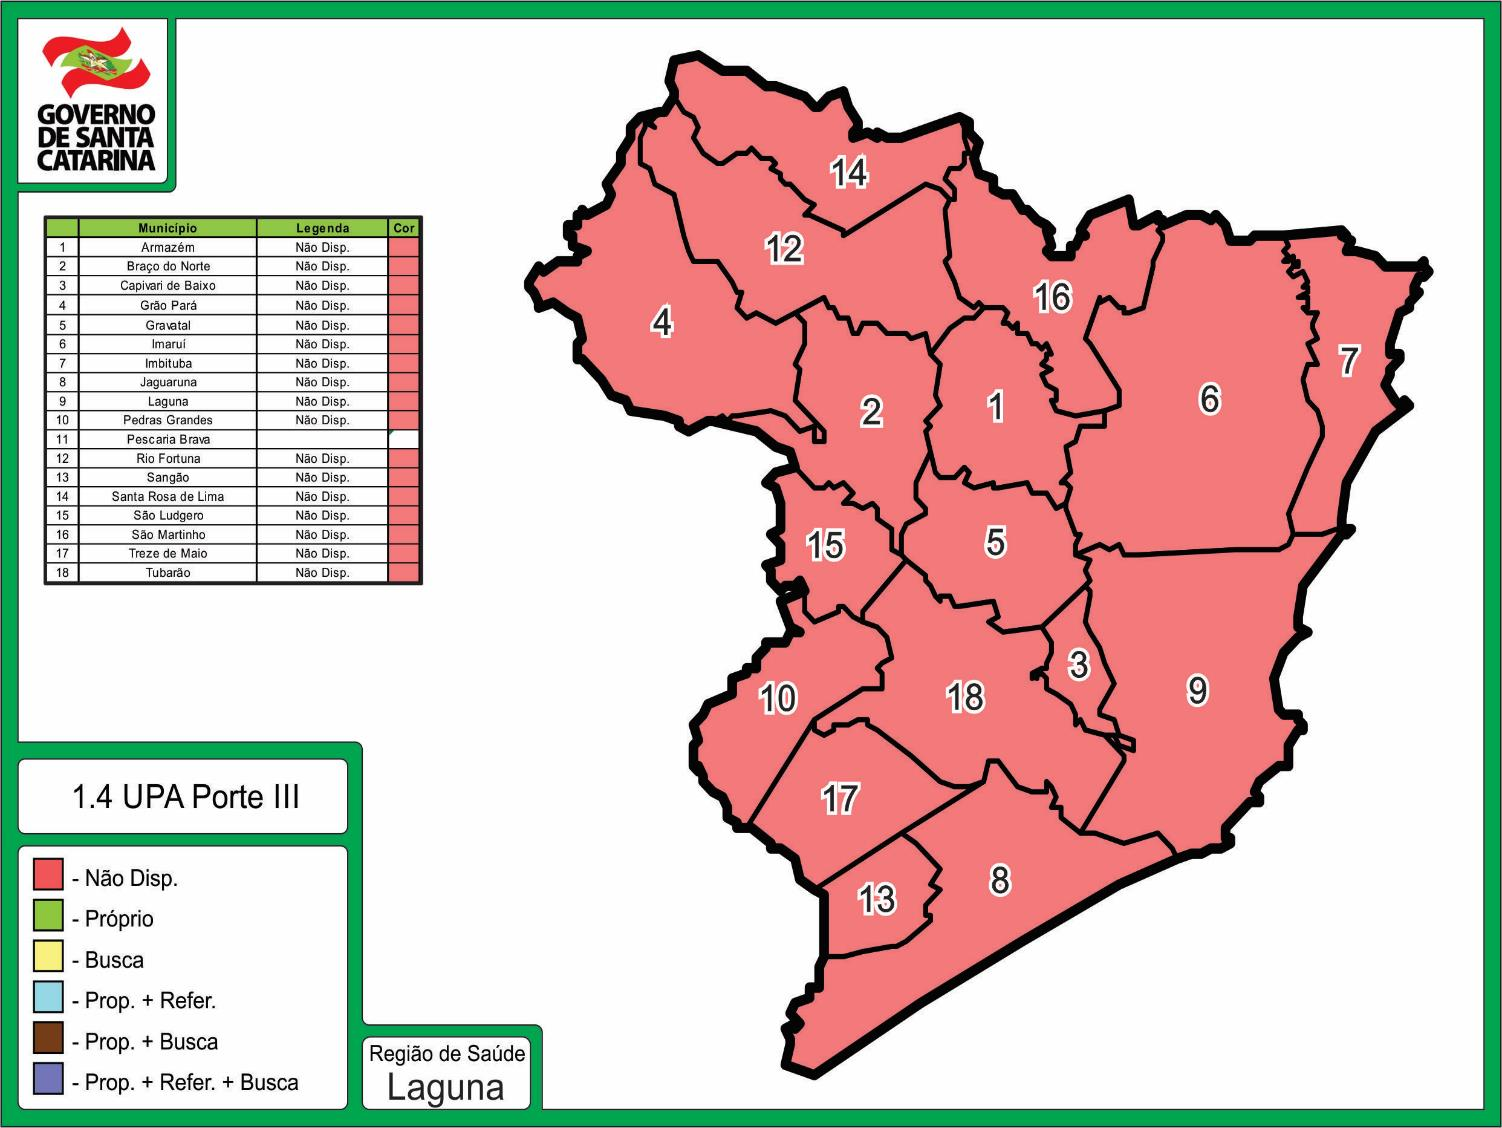 GOVERNO
DE SANTA
CATARINA
Município Legenda Cor
1 Armazém Não Disp.
2 Braço do Norte Não Disp.
3 Capivari de Baixo Não Disp.
4 Grão Pará Não Disp.
5 Gravatal Não Disp.
6 Imaruí Não Disp.
7 Imbituba Não Disp.
8 Jaguaruna Não Disp.
9 Laguna Não Disp.
10 Pedras Grandes Não Disp.
11 Pescaria Brava
12 Rio Fortuna Não Disp.
13 Sangão Não Disp.
14 Santa Rosa de Lima Não Disp.
15 São Ludgero Não Disp.
16 São Martinho Não Disp.
17 Treze de Maio Não Disp.
18 Tubarão Não Disp.
14
12
16
4
7
6
1
2
5
15
3
9
18
10
17
8
13
1.4 UPA Porte III
- Não Disp.
- Próprio
- Busca
- Prop. + Refer.
- Prop. + Busca
- Prop. + Refer. + Busca
Região de Saúde
Laguna